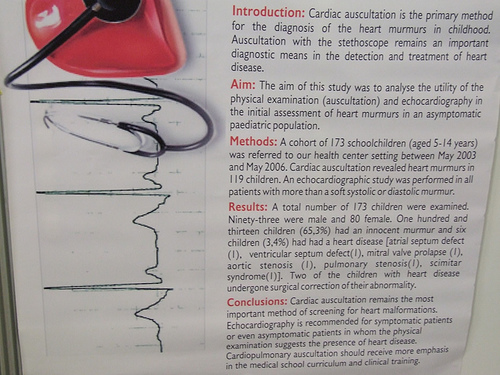 Introduction: Cardiac auscultation is the primary method
for the diagnosis of the heart murmurs in childhood.
Auscultation with the stethoscope remains an important
diagnostic means in the detection and treatment of heart
disease.
Aim: The aim of this study was to analyse the utility of the
physical examination (auscultation) and echocardiography in
the initial assessment of heart murmurs in an asymptomatic
paediatric population.
Methods: A cohort of 173 schoolchildren (aged 5-14 years)
was referred to our health center setting between May 2003
and May 2006. Cardiac auscultation revealed heart murmurs in
119 children. An echocardiographic study was performed in all
patients with more than a soft systolic or diastolic murmur.
Results: A total number of 173 children were examined.
Ninety-three were male and 80 female. One hundred and
thirteen children (65,3%) had an innocent murmur and six
children (3,4%) had had a heart disease [atrial septum defect
(1), ventricular septum defect(1), mitral valve prolapse (1),
aortic stenosis (1), pulmonary stenosis(1), scimitar
syndrome(1)]. Two of the children with heart disease
undergone surgical correction of their abnormality.
Conclusions: Cardiac auscultation remains the most
important method of screening for heart malformations.
Echocardiography is recommended for symptomatic patients
or even asymptomatic patients in whom the physical
examination suggests the presence of heart disease.
Cardiopulmonary auscultation should receive more emphasis
in the medical school curriculum and clinical training.